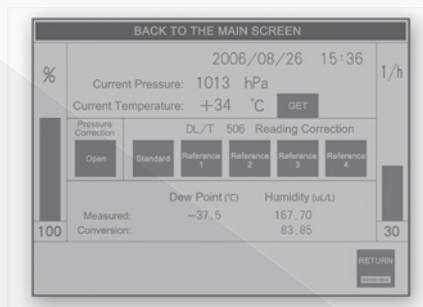 BACK TO THE MAIN SCREEN
2006/08/26 15:36
%
1/h
Current Pressure: 1013 hPa
Current Temperature: +34 °C GET
Pressure Correction
DL/T 506 Reading Correction
Open
Standard
Reference 1
Reference 2
Reference 3
Reference 4
Dew Point (℃) Humidity (uL/L)
Measured: -37.5 167.70
Conversion: 83.85
100
30
RETURN